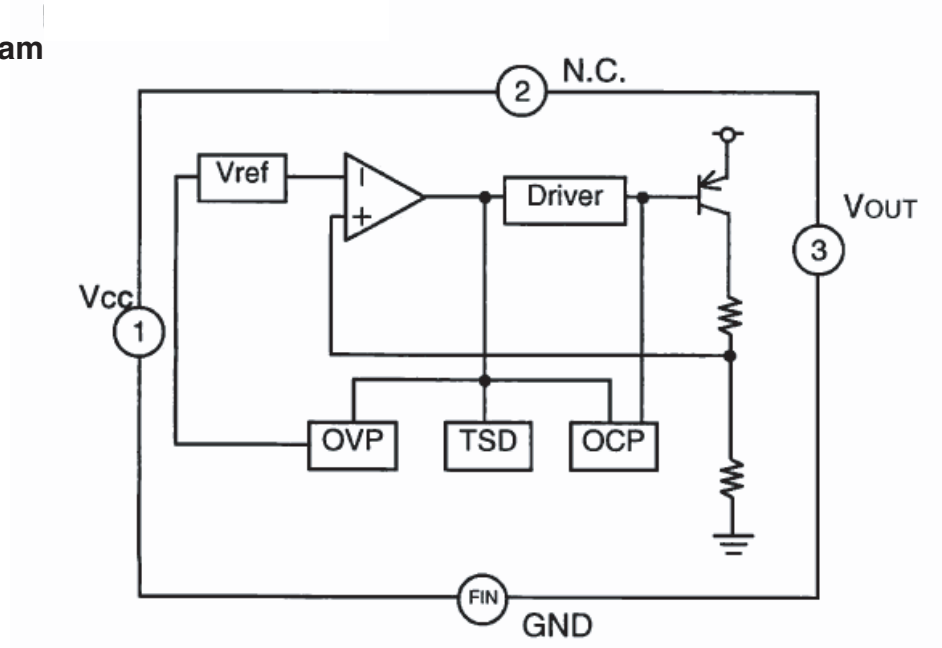 am
2 N.C.
Vref
−
+
Driver
VOUT
3
Vcc
1
OVP
TSD
OCP
FIN
GND